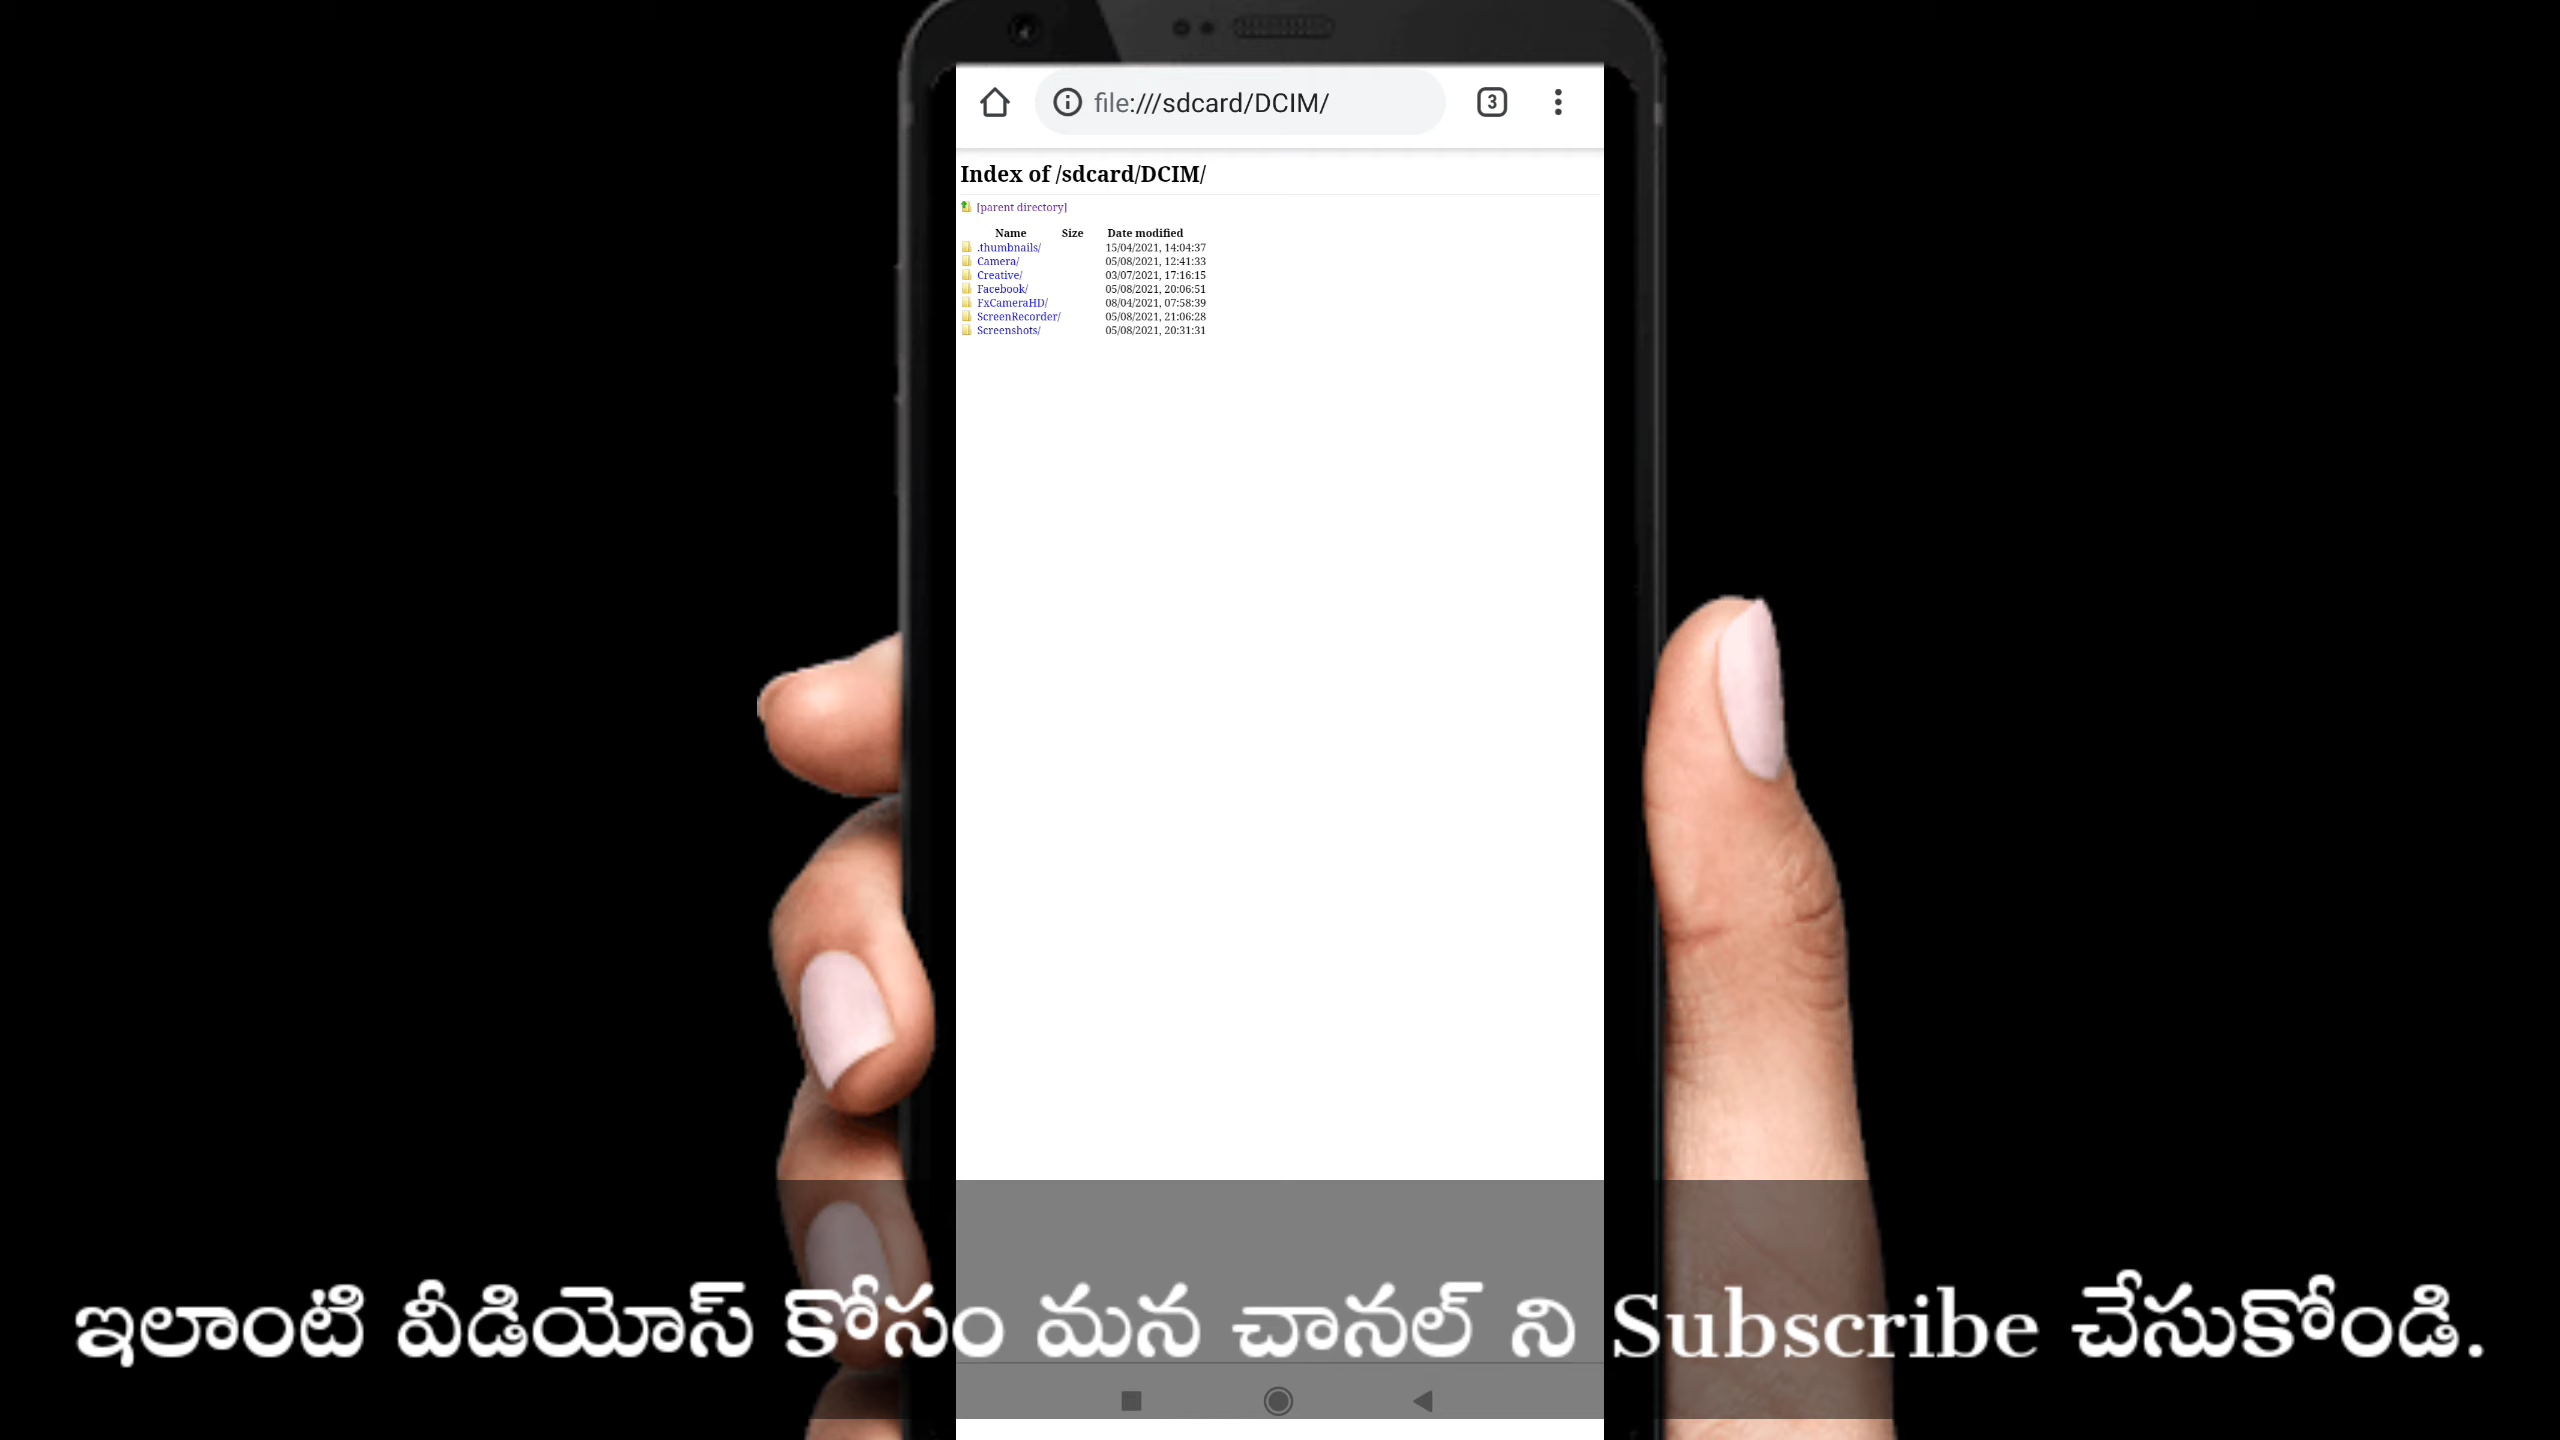 file:///sdcard/DCIM/
3
Index of /sdcard/DCIM/
[parent directory]
Name Size Date modified
.thumbnails/ 15/04/2021, 14:04:37
Camera/ 05/08/2021, 12:41:33
Creative/ 03/07/2021, 17:16:15
Facebook/ 05/08/2021, 20:06:51
FxCameraHD/ 08/04/2021, 07:58:39
ScreenRecorder/ 05/08/2021, 21:06:28
Screenshots/ 05/08/2021, 20:31:31
ఇలాంటి వీడియోస్ కోసం మన చానల్ ని Subscribe చేసుకోండి.